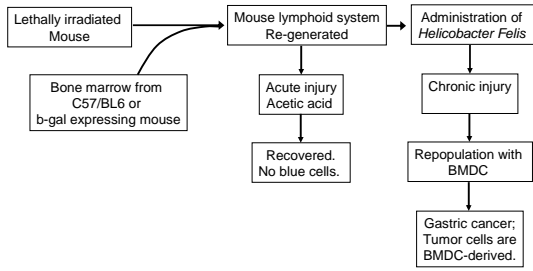 Lethally irradiated
Mouse
Bone marrow from
C57/BL6 or
b-gal expressing mouse
Mouse lymphoid system
Re-generated
Acute injury
Acetic acid
Recovered.
No blue cells.
Administration of
Helicobacter Felis
Chronic injury
Repopulation with
BMDC
Gastric cancer;
Tumor cells are
BMDC-derived.